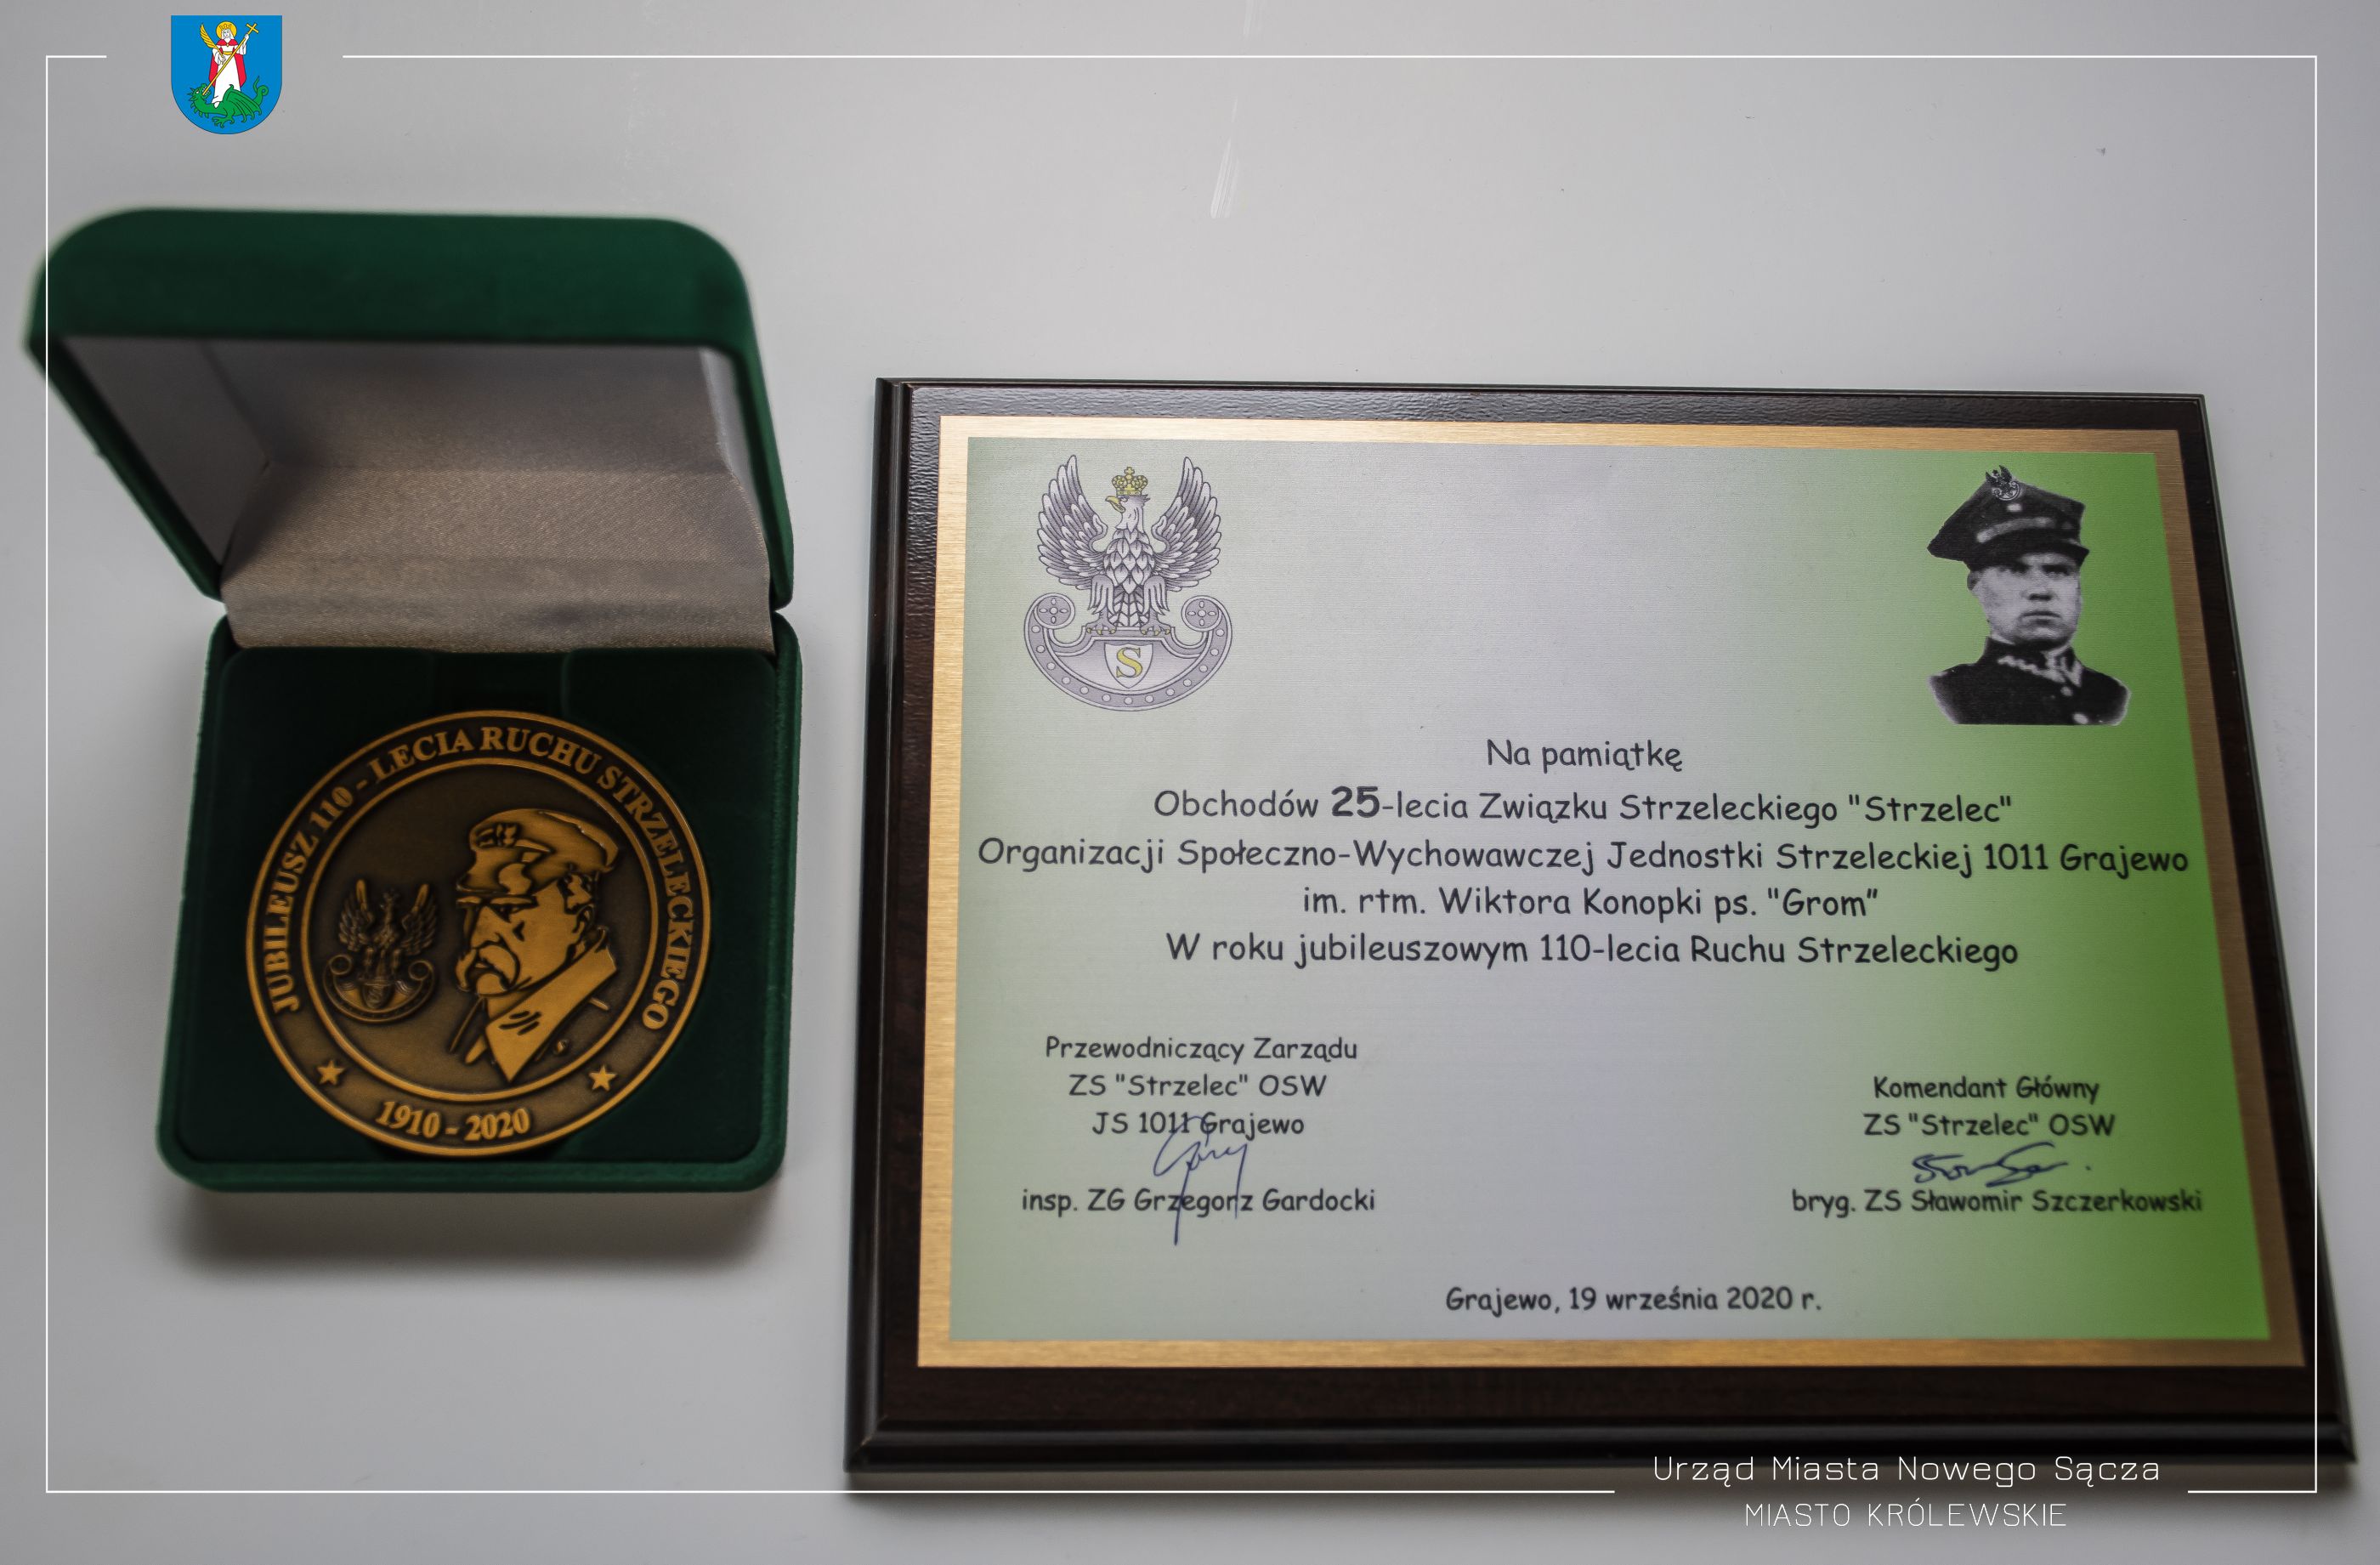 JUBILEUSZ 110 - LECIA RUCHU STRZELECKIEGO
1910 - 2020
S
Na pamiątkę
Obchodów 25-lecia Związku Strzeleckiego "Strzelec"
Organizacji Społeczno-Wychowawczej Jednostki Strzeleckiej 1011 Grajewo
im. rtm. Wiktora Konopki ps. "Grom"
W roku jubileuszowym 110-lecia Ruchu Strzeleckiego
Przewodniczący Zarządu
ZS "Strzelec" OSW
JS 1011 Grajewo
insp. ZG Grzegorz Gardocki
Komendant Główny
ZS "Strzelec" OSW
bryg. ZS Sławomir Szczerkowski
Grajewo, 19 września 2020 r.
Urząd Miasta Nowego Sącza
MIASTO KRÓLEWSKIE